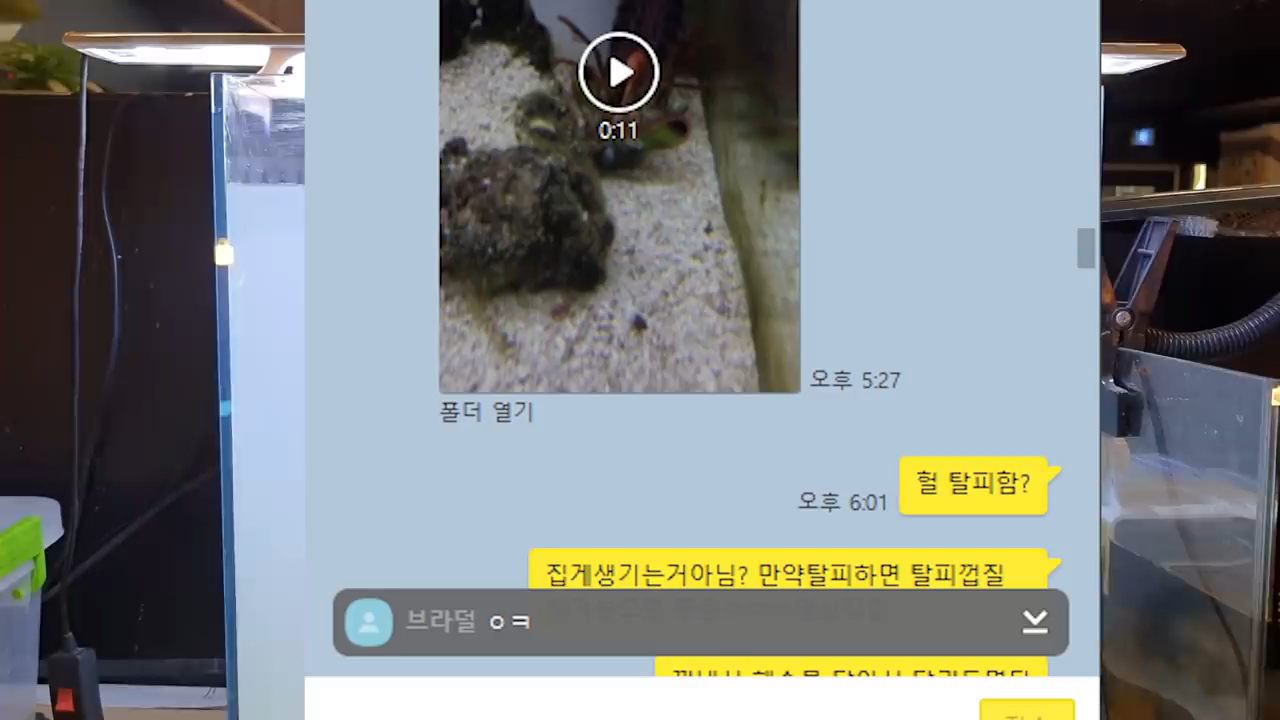 0:11
오후 5:27
폴더 열기
헐 탈피함?
오후 6:01
집게생기는거아님? 만약탈피하면 탈피껍질
브라덜 ㅇㅋ